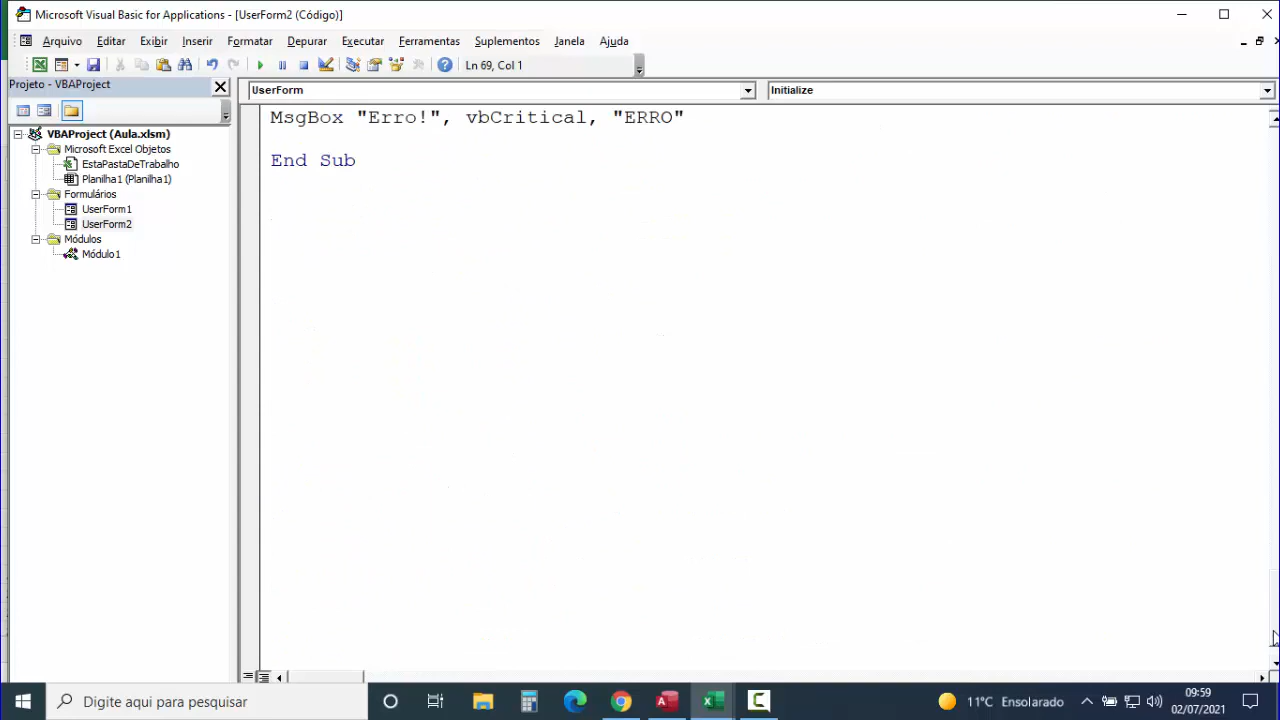 Microsoft Visual Basic for Applications - [UserForm2 (Código)]
Arquivo Editar Exibir Inserir Formatar Depurar Executar Ferramentas Suplementos Janela Ajuda
Ln 69, Col 1
Projeto - VBAProject
UserForm
Initialize
VBAProject (Aula.xlsm)
Microsoft Excel Objetos
EstaPastaDeTrabalho
Planilha1 (Planilha1)
Formulários
UserForm1
UserForm2
Módulos
Módulo1
MsgBox "Erro!", vbCritical, "ERRO"
End Sub
Digite aqui para pesquisar
11°C Ensolarado
09:59
02/07/2021